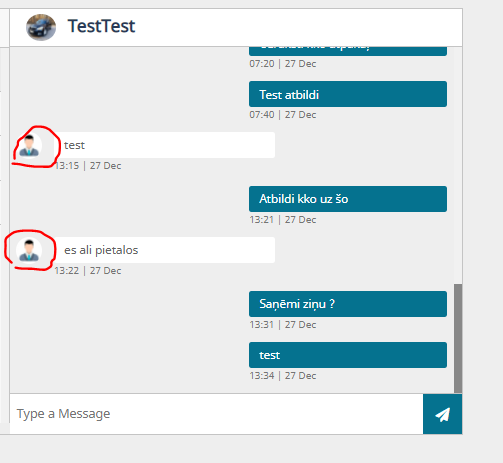 TestTest
07:20 | 27 Dec
Test atbildi
07:40 | 27 Dec
test
13:15 | 27 Dec
Atbildi kko uz šo
13:21 | 27 Dec
es ali pietalos
13:22 | 27 Dec
Saņēmi ziņu ?
13:31 | 27 Dec
test
13:34 | 27 Dec
Type a Message